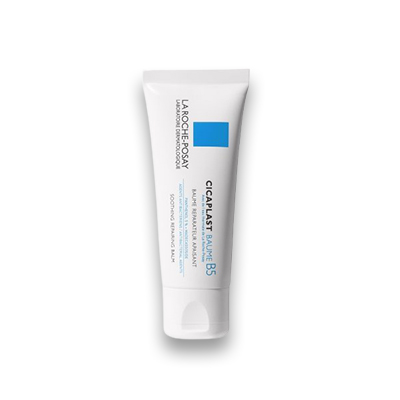 LA ROCHE-POSAY
LABORATOIRE DERMATOLOGIQUE
CICAPLAST BAUME B5
BAUME RÉPARATEUR APAISANT
SOOTHING REPAIRING BALM